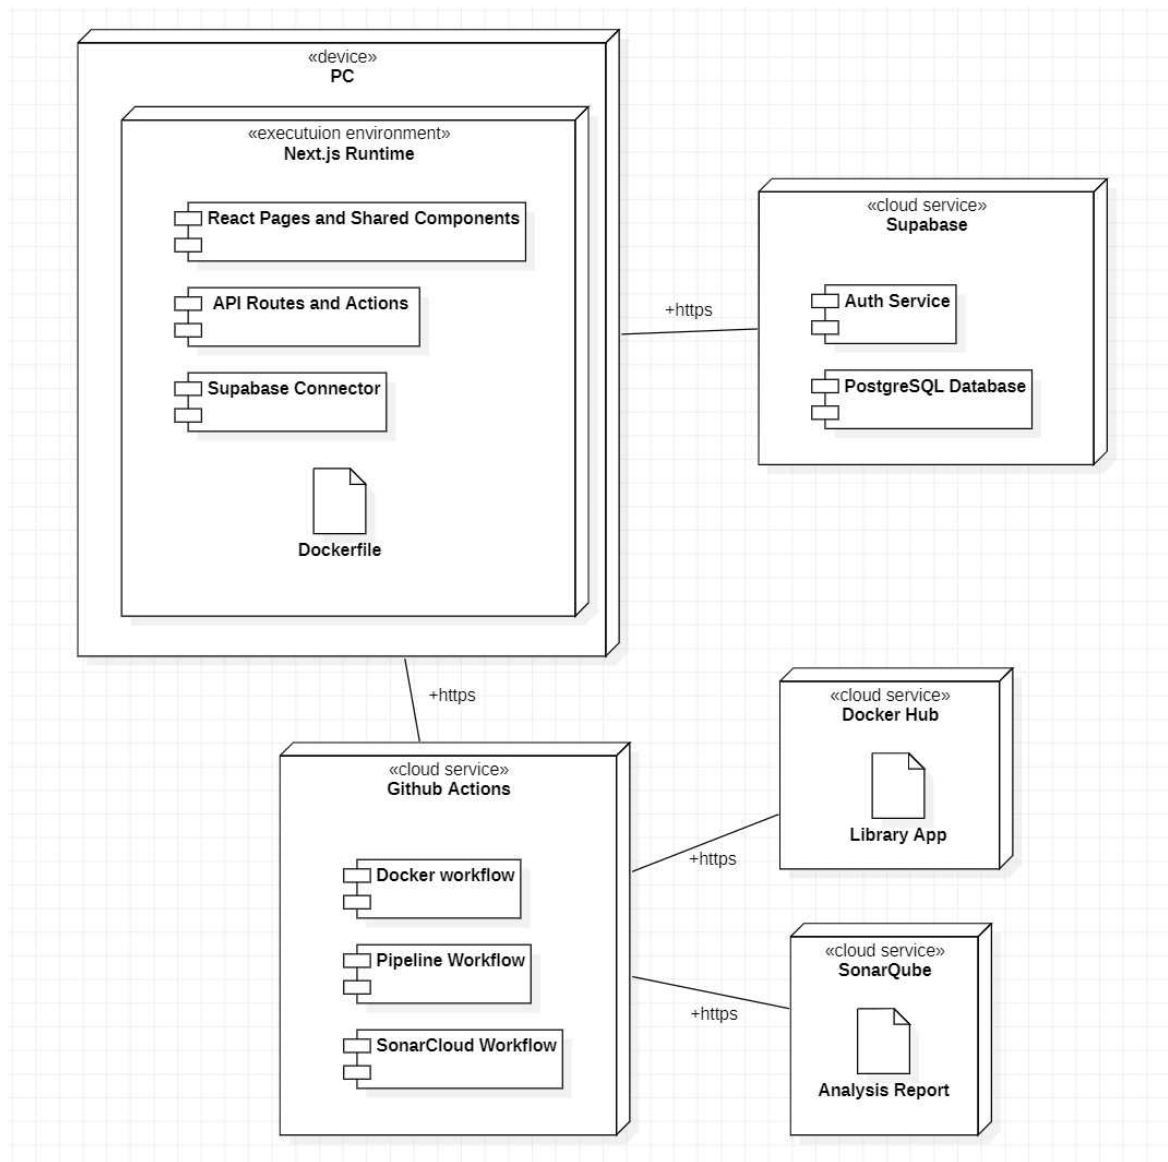 «device»
PC
«executuion environment»
Next.js Runtime
React Pages and Shared Components
API Routes and Actions
Supabase Connector
Dockerfile
+https
«cloud service»
Supabase
Auth Service
PostgreSQL Database
+https
«cloud service»
Github Actions
Docker workflow
Pipeline Workflow
SonarCloud Workflow
+https
«cloud service»
Docker Hub
Library App
+https
«cloud service»
SonarQube
Analysis Report